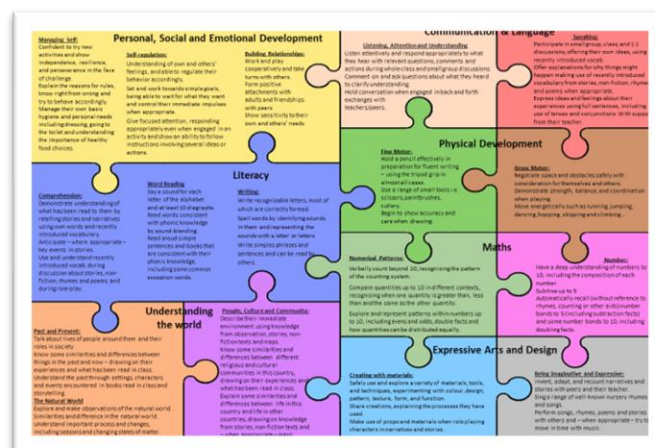 Personal, Social and Emotional Development
Managing Self:
Confident to try new
activities and show
independence, resilience,
and perseverance in the face
of challenge.
Explain the reasons for rules,
know right from wrong and
try to behave accordingly.
Manage their own basic
hygiene and personal needs
including dressing, going to
the toilet and understanding
the importance of healthy
food choices.
Self-regulation:
Understanding of own and others'
feelings, and able to regulate their
behavior accordingly.
Set and work towards simple goals,
being able to wait for what they want
and control their immediate impulses
when appropriate.
Give focused attention, responding
appropriately even when engaged in an
activity and show an ability to follow
instructions involving several ideas or
actions.
Building Relationships:
Work and play
cooperatively and take
turns with others.
Form positive
attachments with
adults and friendships
with peers
Show sensitivity to their
own and others' needs.
Communication & Language
Listening, Attention and Understanding
Listen attentively and respond appropriately to what
they hear with relevant questions, comments and
actions during whole class and small group discussions.
Comment on and ask questions about what they heard
to clarify understanding
Hold conversation when engaged in back and forth
exchanges with
teachers/peers.
Speaking:
Participate in small group, class, and 1:1
discussions, offering their own ideas, using
recently introduced vocab.
Offer explanations for why things might
happen making use of recently introduced
vocabulary from stories, non-fiction, rhymes
and poems when appropriate.
Express ideas and feelings about their
experiences using full sentences, including
use of tenses and conjunctions. With support
from their teacher.
Physical Development
Fine Motor:
Hold a pencil effectively in
preparation for fluent writing
– using the tripod grip in
almost all cases.
Use a range of small tools i.e.
scissors, paintbrushes,
cutlery.
Begin to show accuracy and
care when drawing.
Gross Motor:
Negotiate space and obstacles safely with
consideration for themselves and others.
Demonstrate strength, balance, and coordination
when playing.
Move energetically such as running, jumping,
dancing, hopping, skipping and climbing...
Literacy
Comprehension:
Demonstrate understanding of
what has been read to them by
retelling stories and narratives
using own words and recently
introduced vocabulary.
Anticipate – where appropriate –
key events in stories.
Use and understand recently
introduced vocab, during
discussion about stories, non-
fiction, rhymes and poems and
during role play.
Word Reading
Say a sound for each
letter of the alphabet
and at least 10 diagraphs.
Read words consistent
with phonic knowledge
by sound-blending
Read aloud simple
sentences and books that
are consistent with their
phonic knowledge,
including some common
exception words.
Writing:
Write recognizable letters, most of
which are correctly formed.
Spell words by identifying sounds
in them and representing the
sounds with a letter or letters
Write simple phrases and
sentences and can be read by
others.
Maths
Numerical Patterns:
Verbally count beyond 10, recognising the pattern
of the counting system.
Compare quantities up to 10 in different contexts,
recognising when one quantity is greater than, less
than and the same as the other quantity.
Explore and represent patterns within numbers up
to 10, including evens and odds, double facts and
how quantities can be distributed equally.
Number:
Have a deep understanding of numbers to
10, including the composition of each
number.
Subitise up to 5
Automatically recall (without reference to
rhymes, counting or other aids) number
bonds to 5 (including subtraction facts)
and some number bonds to 10, including
doubling facts.
Understanding
the world
Past and Present:
Talk about lives of people around them and their
roles in society
Know some similarities and differences between
things in the past and now – drawing on their
experiences and what has been read in class.
Understand the past through settings, characters
and events encountered in books read in class and
storytelling.
The Natural World
Explore and make observations of the natural world.
Similarities and difference in the natural world.
Understand important process and changes,
including seasons and changing states of matter.
People, Culture and Community:
Describe their immediate
environment using knowledge
from observation, stories, non-
fiction texts and maps.
Know some similarities and
differences between different
religious and cultural
communities in this country,
drawing on their experiences and
what has been read in class.
Explain some similarities and
differences between life in this
country and life in other
countries, drawing on knowledge
from stories, non-fiction texts and
– when appropriate – maps.
Expressive Arts and Design
Creating with materials:
Safely use and explore a variety of materials, tools,
and techniques, experimenting with colour, design,
pattern, texture, form, and function.
Share creations, explaining the processes they have
used.
Make use of props and materials when role playing
characters in narratives and stories.
Being Imaginative and Expressive:
Invent, adapt, and recount narratives and
stories with peers and their teacher.
Sing a range of well-known nursery rhymes
and songs.
Perform songs, rhymes, poems and stories
with others and – when appropriate – try to
move in time with music.